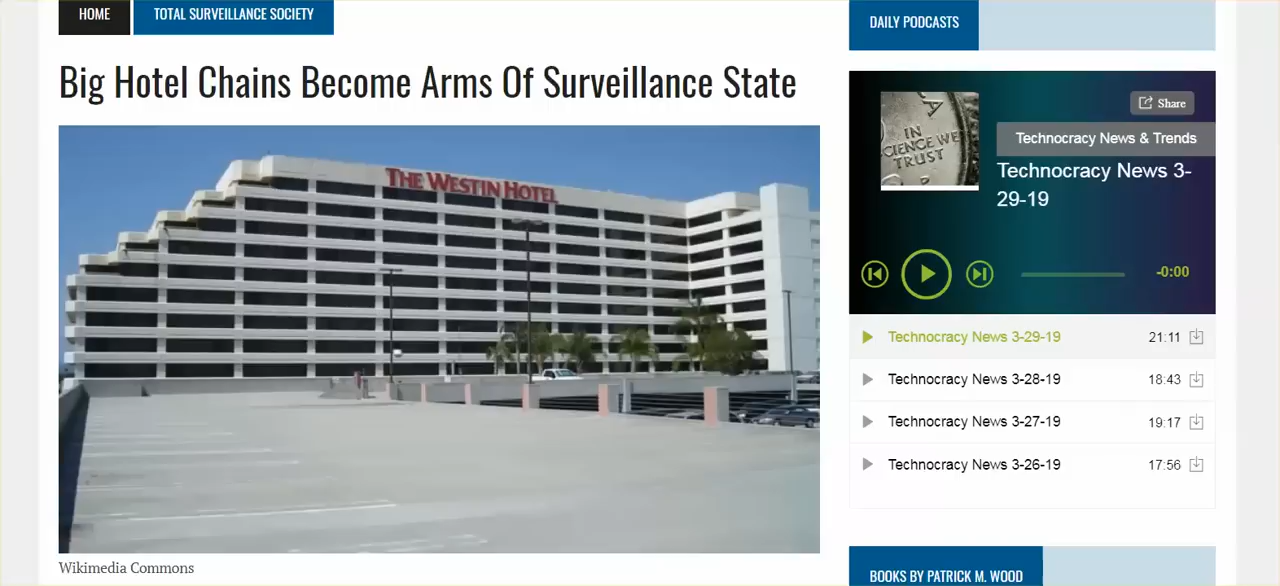 HOME
TOTAL SURVEILLANCE SOCIETY
Big Hotel Chains Become Arms Of Surveillance State
THE WESTIN HOTEL
Wikimedia Commons
DAILY PODCASTS
Share
IN
CIENCE WE
TRUST
Technocracy News & Trends
Technocracy News 3-
29-19
-0:00
Technocracy News 3-29-19 21:11
Technocracy News 3-28-19 18:43
Technocracy News 3-27-19 19:17
Technocracy News 3-26-19 17:56
BOOKS BY PATRICK M. WOOD